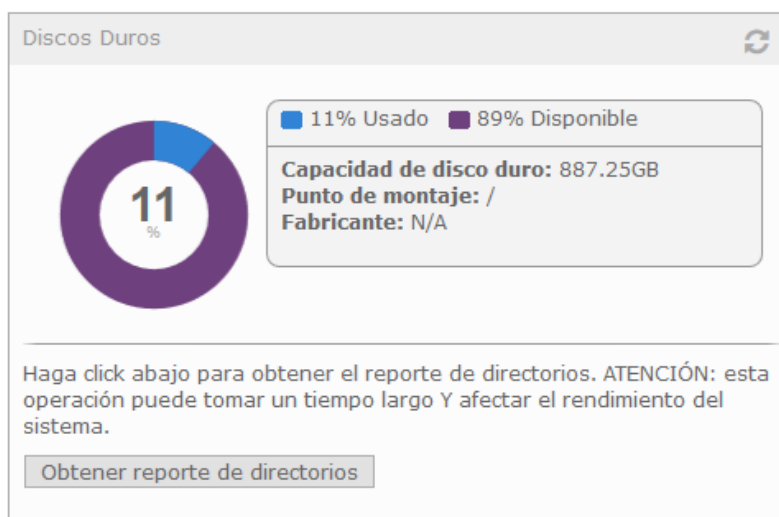 Discos Duros
11% Usado 89% Disponible
11
%
Capacidad de disco duro: 887.25GB
Punto de montaje: /
Fabricante: N/A
Haga click abajo para obtener el reporte de directorios. ATENCIÓN: esta
operación puede tomar un tiempo largo Y afectar el rendimiento del
sistema.
Obtener reporte de directorios